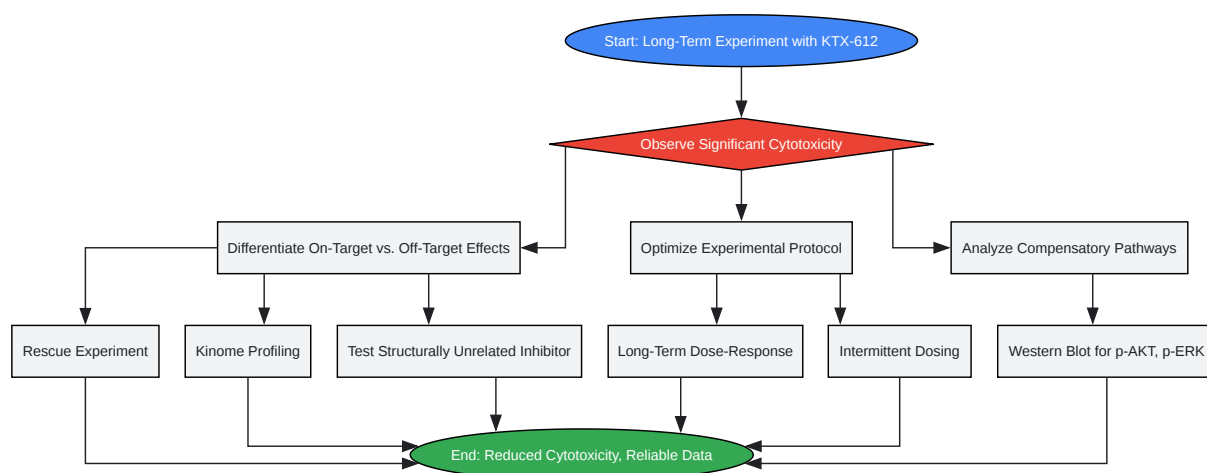 Start: Long-Term Experiment with KTX-612
Observe Significant Cytotoxicity
Differentiate On-Target vs. Off-Target Effects
Optimize Experimental Protocol
Analyze Compensatory Pathways
Rescue Experiment
Kinome Profiling
Test Structurally Unrelated Inhibitor
Long-Term Dose-Response
Intermittent Dosing
Western Blot for p-AKT, p-ERK
End: Reduced Cytotoxicity, Reliable Data